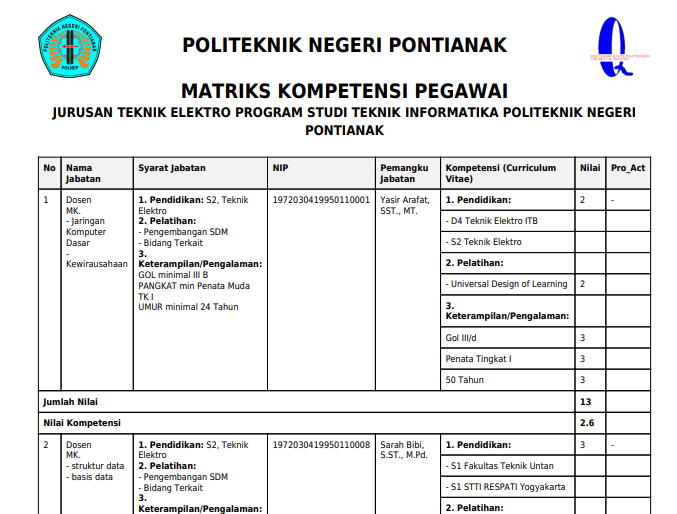 POLITEKNIK NEGERI PONTIANAK
POLNEP
POLITEKNIK NEGERI PONTIANAK
MATRIKS KOMPETENSI PEGAWAI
JURUSAN TEKNIK ELEKTRO PROGRAM STUDI TEKNIK INFORMATIKA POLITEKNIK NEGERI
PONTIANAK
No
Nama
Jabatan
Syarat Jabatan
NIP
Pemangku
Jabatan
Kompetensi (Curriculum
Vitae)
Nilai
Pro_Act
1
Dosen
MK.
- Jaringan
Komputer
Dasar
-
Kewirausahaan
1. Pendidikan: S2, Teknik
Elektro
2. Pelatihan:
- Pengembangan SDM
- Bidang Terkait
3.
Keterampilan/Pengalaman:
GOL minimal III B
PANGKAT min Penata Muda
TK I
UMUR minimal 24 Tahun
1972030419950110001
Yasir Arafat,
SST., MT.
1. Pendidikan:
2
-
- D4 Teknik Elektro ITB
- S2 Teknik Elektro
2. Pelatihan:
- Universal Design of Learning
2
3.
Keterampilan/Pengalaman:
Gol III/d
3
Penata Tingkat I
3
50 Tahun
3
Jumlah Nilai
13
Nilai Kompetensi
2.6
2
Dosen
MK.
- struktur data
- basis data
1. Pendidikan: S2, Teknik
Elektro
2. Pelatihan:
- Pengembangan SDM
- Bidang Terkait
3.
Keterampilan/Pengalaman:
1972030419950110008
Sarah Bibi,
S.ST., M.Pd.
1. Pendidikan:
3
-
- S1 Fakultas Teknik Untan
- S1 STTI RESPATI Yogyakarta
2. Pelatihan: